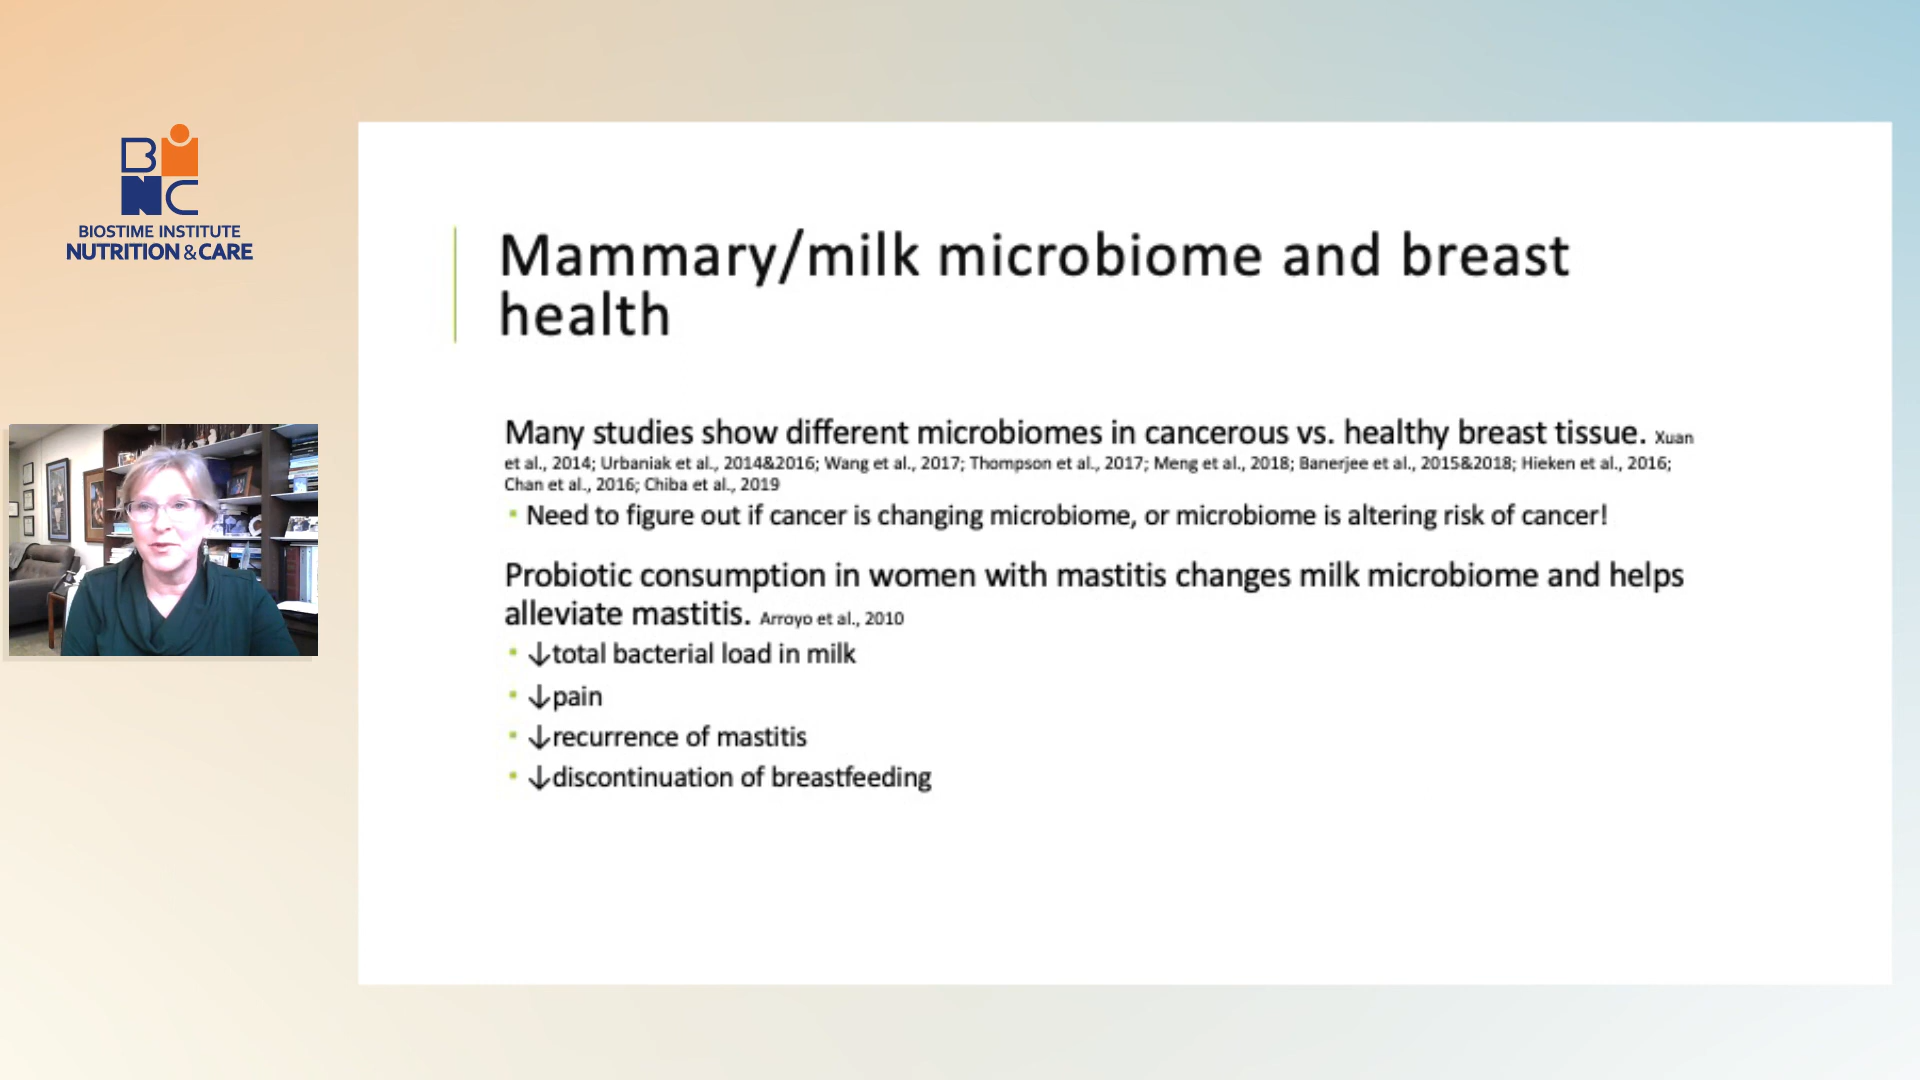 BINC
BIOSTIME INSTITUTE
NUTRITION & CARE
Mammary/milk microbiome and breast
health
Many studies show different microbiomes in cancerous vs. healthy breast tissue. Xuan
et al., 2014; Urbaniak et al., 2014&2016; Wang et al., 2017; Thompson et al., 2017; Meng et al., 2018; Banerjee et al., 2015&2018; Hieken et al., 2016;
Chan et al., 2016; Chiba et al., 2019
▪ Need to figure out if cancer is changing microbiome, or microbiome is altering risk of cancer!
Probiotic consumption in women with mastitis changes milk microbiome and helps
alleviate mastitis. Arroyo et al., 2010
▪ ↓total bacterial load in milk
▪ ↓pain
▪ ↓recurrence of mastitis
▪ ↓discontinuation of breastfeeding